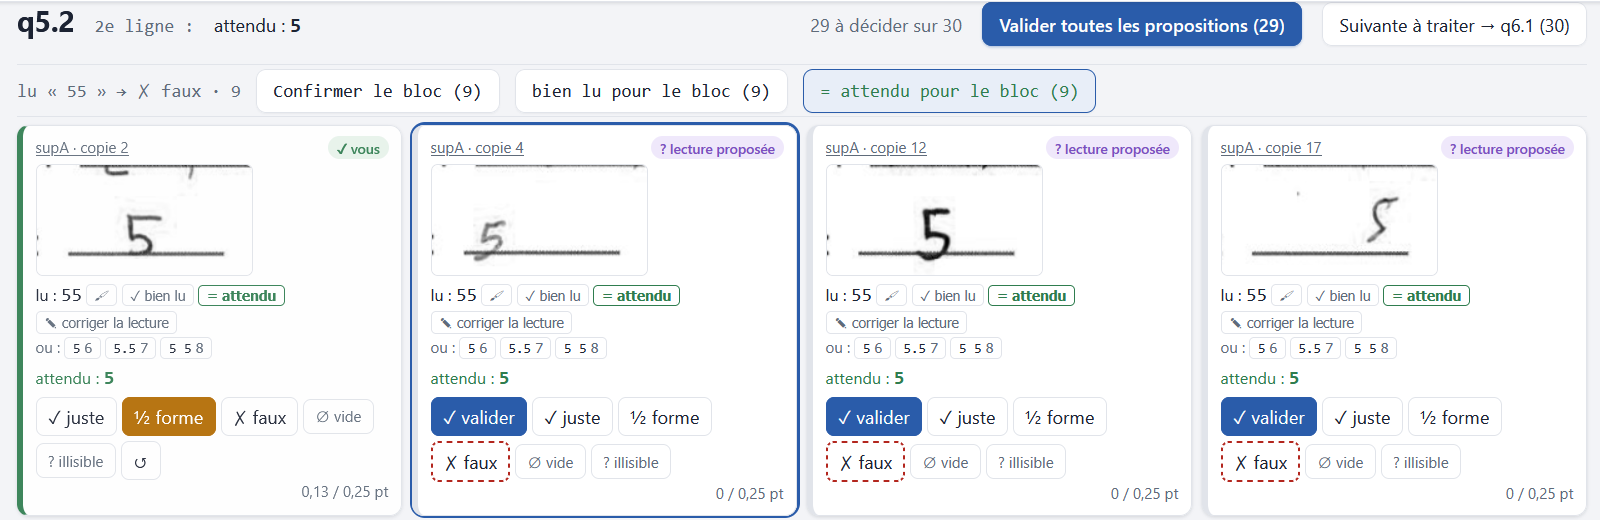 q5.2 2e ligne : attendu : 5 29 à décider sur 30 Valider toutes les propositions (29) Suivante à traiter → q6.1 (30)
lu « 55 » → ✗ faux · 9 Confirmer le bloc (9) bien lu pour le bloc (9) = attendu pour le bloc (9)
supA · copie 2 ✓ vous
5
lu : 55 ✓ bien lu = attendu
corriger la lecture
ou : 5 6 5.5 7 5 5 8
attendu : 5
✓ juste ½ forme ✗ faux ∅ vide
? illisible ↺
0,13 / 0,25 pt
supA · copie 4 ? lecture proposée
5
lu : 55 ✓ bien lu = attendu
corriger la lecture
ou : 5 6 5.5 7 5 5 8
attendu : 5
✓ valider ✓ juste ½ forme
✗ faux ∅ vide ? illisible
0 / 0,25 pt
supA · copie 12 ? lecture proposée
5
lu : 55 ✓ bien lu = attendu
corriger la lecture
ou : 5 6 5.5 7 5 5 8
attendu : 5
✓ valider ✓ juste ½ forme
✗ faux ∅ vide ? illisible
0 / 0,25 pt
supA · copie 17 ? lecture proposée
5
lu : 55 ✓ bien lu = attendu
corriger la lecture
ou : 5 6 5.5 7 5 5 8
attendu : 5
✓ valider ✓ juste ½ forme
✗ faux ∅ vide ? illisible
0 / 0,25 pt